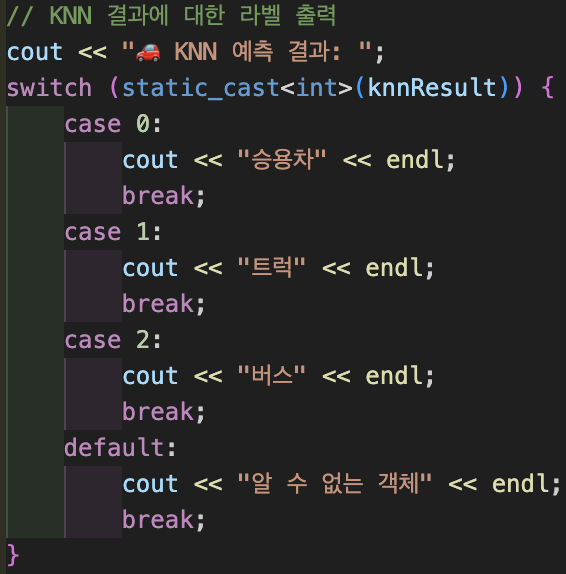 // KNN 결과에 대한 라벨 출력
cout << "🚗 KNN 예측 결과: ";
switch (static_cast<int>(knnResult)) {
    case 0:
        cout << "승용차" << endl;
        break;
    case 1:
        cout << "트럭" << endl;
        break;
    case 2:
        cout << "버스" << endl;
        break;
    default:
        cout << "알 수 없는 객체" << endl;
        break;
}